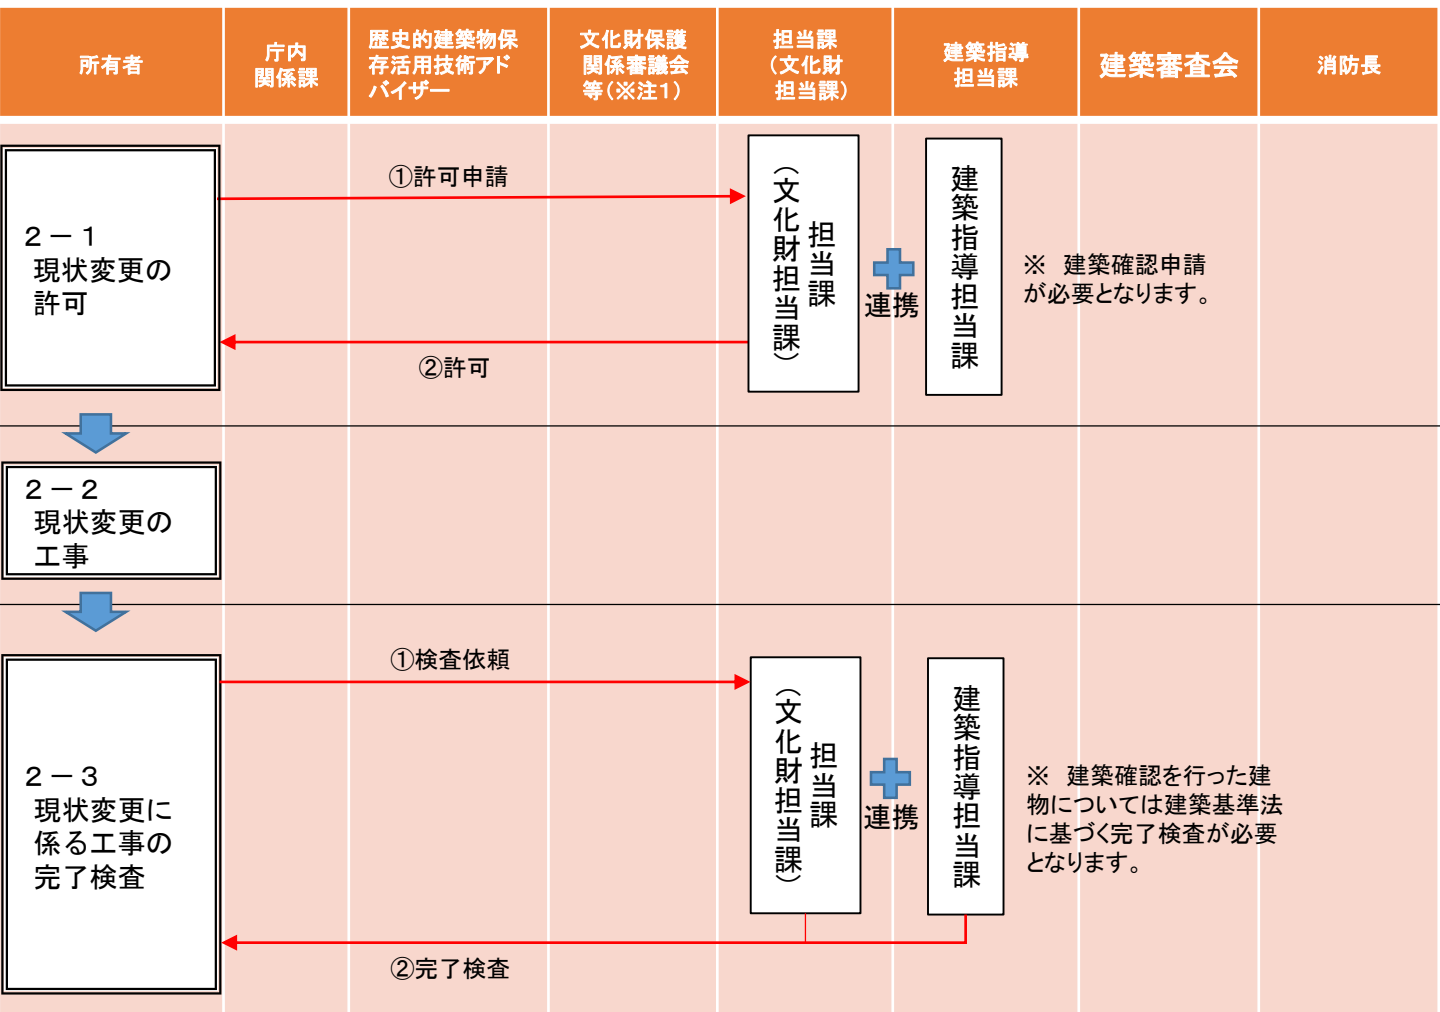 所有者
庁内
関係課
歴史的建築物保
存活用技術アド
バイザー
文化財保護
関係審議会
等(※注1)
担当課
(文化財
担当課)
建築指導
担当課
建築審査会
消防長
2-1
現状変更の
許可
①許可申請
②許可
担当課
(文化財担当課)
連携
建築指導担当課
※ 建築確認申請
が必要となります。
2-2
現状変更の
工事
2-3
現状変更に
係る工事の
完了検査
①検査依頼
②完了検査
担当課
(文化財担当課)
連携
建築指導担当課
※ 建築確認を行った建
物については建築基準法
に基づく完了検査が必要
となります。